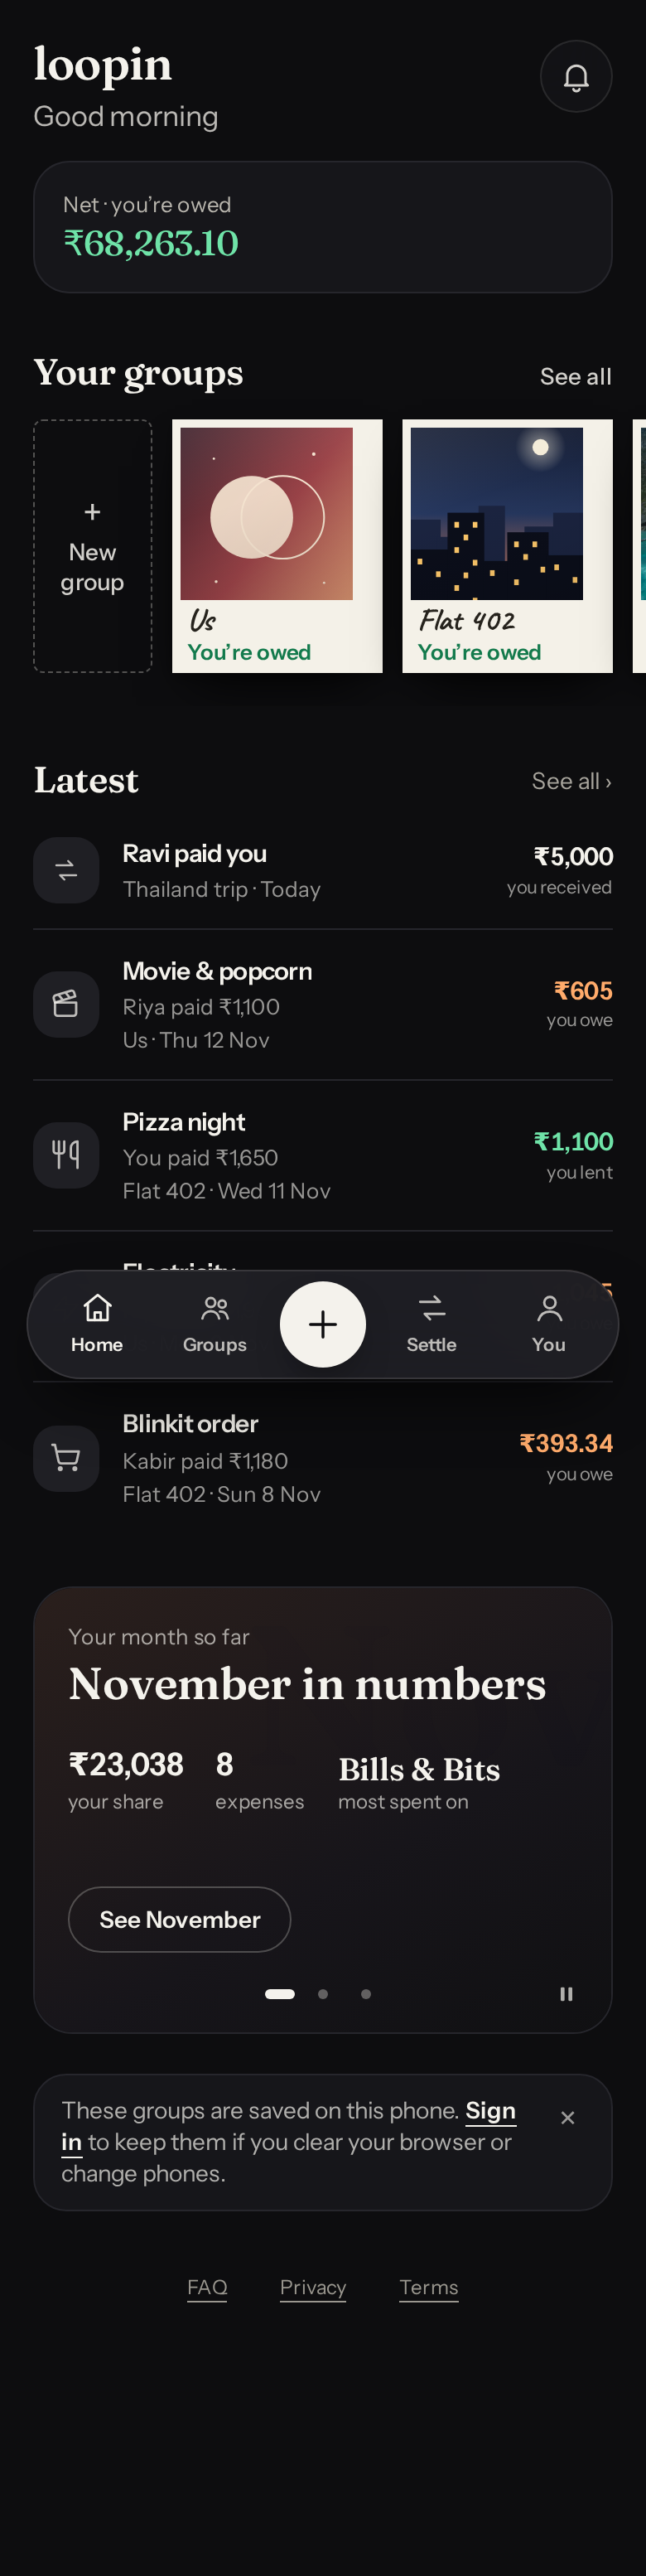 loopin
Good morning
Net · you’re owed
₹68,263.10
Your groups
See all
+
New
group
Us
You’re owed
Flat 402
You’re owed
Latest
See all ›
Ravi paid you
₹5,000
Thailand trip · Today
you received
Movie & popcorn
₹605
Riya paid ₹1,100
you owe
Us · Thu 12 Nov
Pizza night
₹1,100
You paid ₹1,650
you lent
Flat 402 · Wed 11 Nov
Electricity
Home
Groups
Settle
You
Blinkit order
₹393.34
Kabir paid ₹1,180
you owe
Flat 402 · Sun 8 Nov
Your month so far
November in numbers
₹23,038
8
Bills & Bits
your share
expenses
most spent on
See November
These groups are saved on this phone. Sign
in to keep them if you clear your browser or
change phones.
FAQ
Privacy
Terms